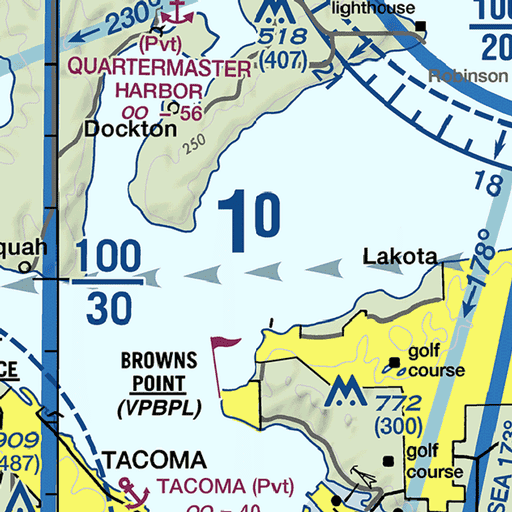 lighthouse
100
20
230°
(Pvt)
QUARTERMASTER
HARBOR
OO - 56
518
(407)
21
Robinson
Dockton
250
18
1⁰
178°
quah
100
30
Lakota
BROWNS
POINT
(VPBPL)
golf
course
772
(300)
CE
909
487)
TACOMA
TACOMA (Pvt)
OO - 40
golf
course
SEA 173°